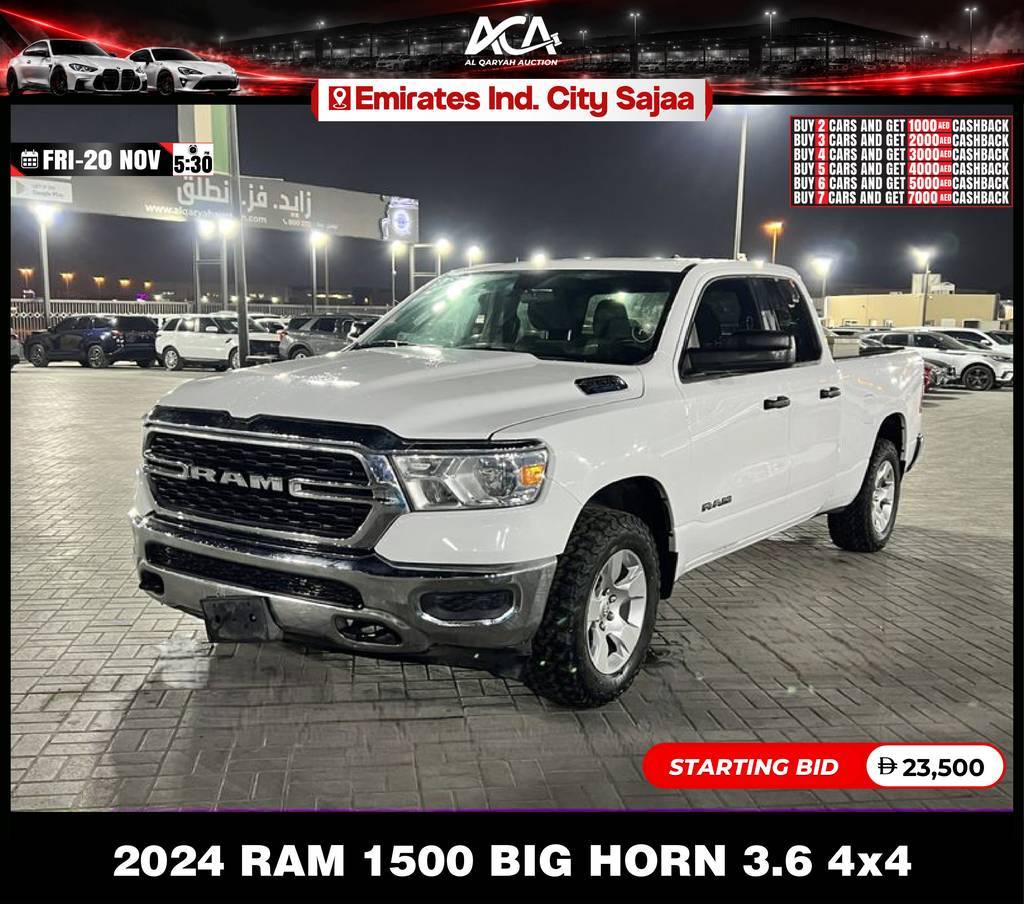 ACA
AL QARYAH AUCTION
Emirates Ind. City Sajaa
FRI-20 NOV 5:30
BUY 2 CARS AND GET 1000 AED CASHBACK
BUY 3 CARS AND GET 2000 AED CASHBACK
BUY 4 CARS AND GET 3000 AED CASHBACK
BUY 5 CARS AND GET 4000 AED CASHBACK
BUY 6 CARS AND GET 5000 AED CASHBACK
BUY 7 CARS AND GET 7000 AED CASHBACK
Google Play
زايد. فز. انطلق
RAM
RAM
STARTING BID 23,500
2024 RAM 1500 BIG HORN 3.6 4x4